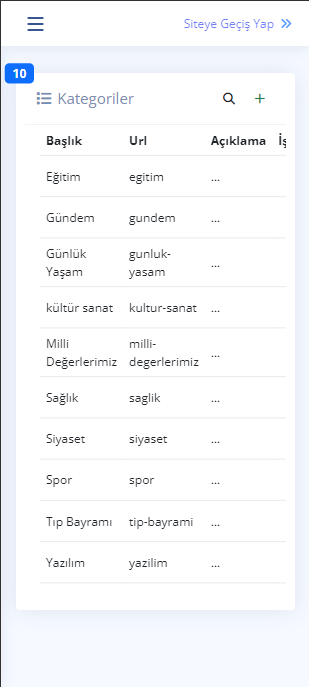 Siteye Geçiş Yap
10
Kategoriler
Başlık Url Açıklama İş
Eğitim egitim ...
Gündem gundem ...
Günlük Yaşam gunluk-yasam ...
kültür sanat kultur-sanat ...
Milli Değerlerimiz milli-degerlerimiz ...
Sağlık saglik ...
Siyaset siyaset ...
Spor spor ...
Tıp Bayramı tip-bayrami ...
Yazılım yazilim ...